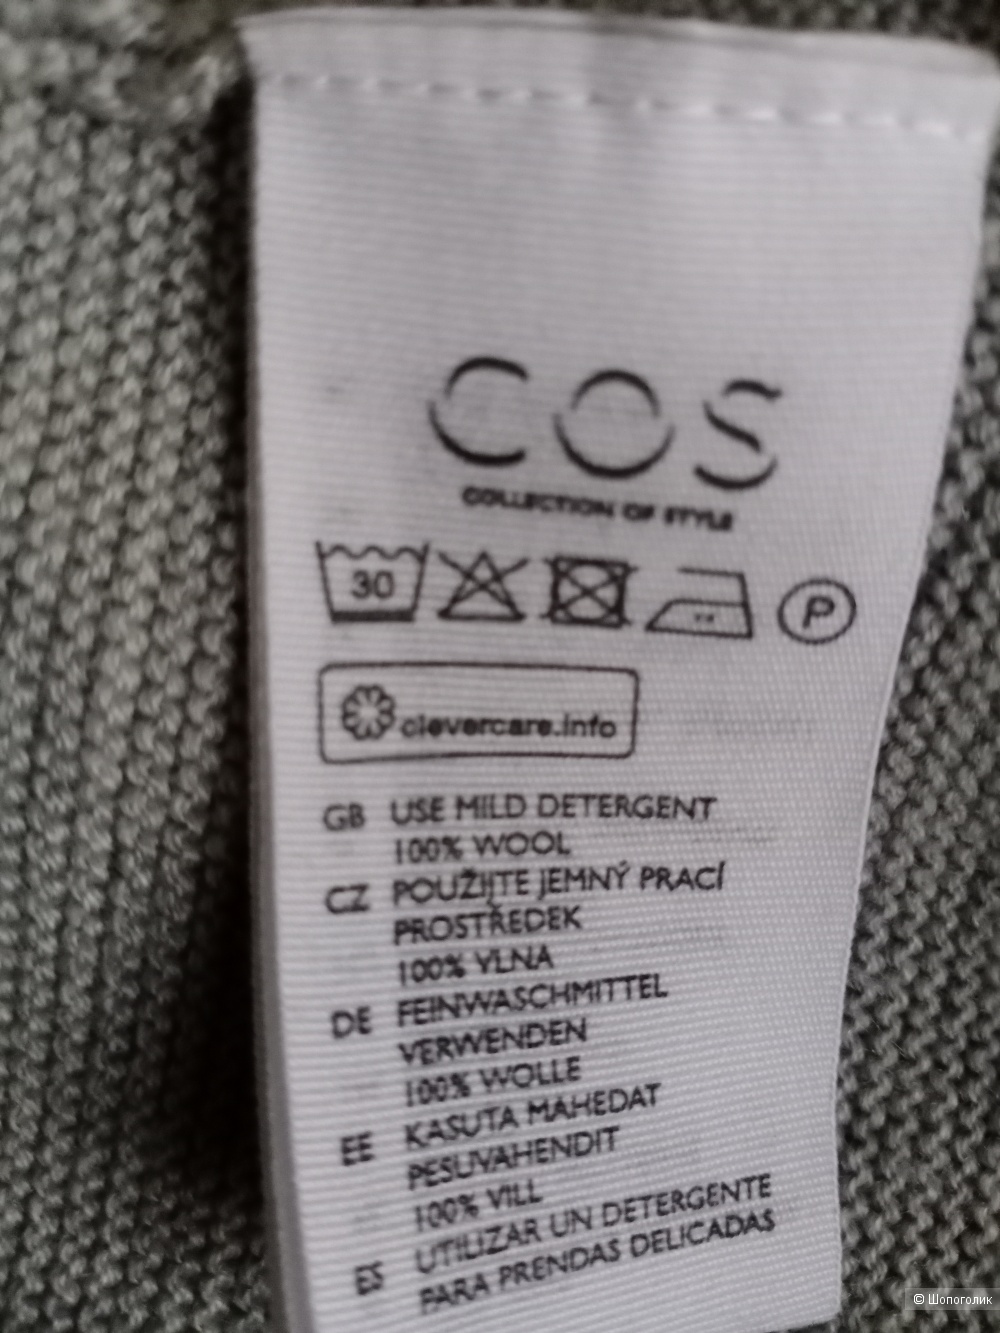 COS
COLLECTION OF STYLE
30
P
clevercare.info
GB USE MILD DETERGENT
100% WOOL
CZ POUŽIJTE JEMNÝ PRACÍ
PROSTŘEDEK
100% VLNA
DE FEINWASCHMITTEL
VERWENDEN
100% WOLLE
EE KASUTA MAHEDAT
PESUVAHENDIT
100% VILL
ES UTILIZAR UN DETERGENTE
PARA PRENDAS DELICADAS
© Шопоголик